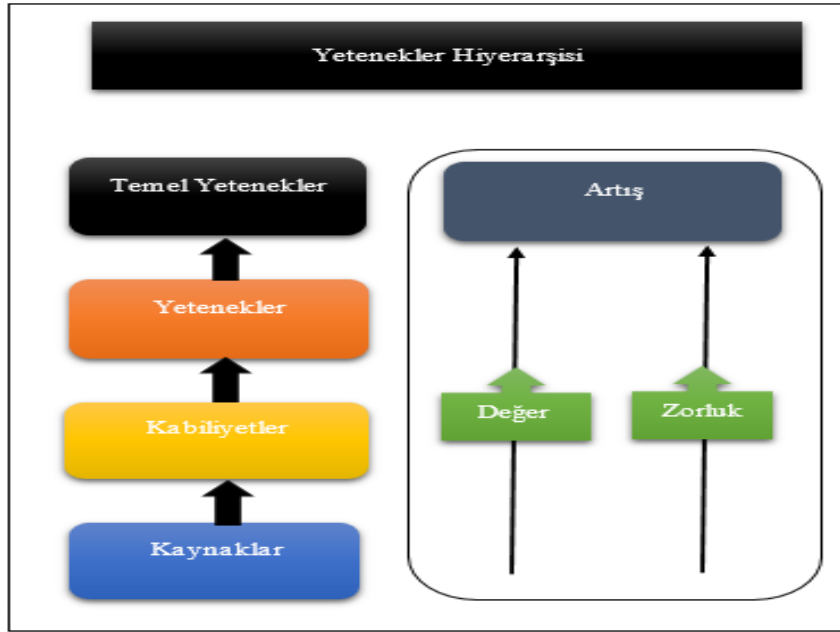 Yetenekler Hiyerarşisi
Temel Yetenekler
Yetenekler
Kabiliyetler
Kaynaklar
Artış
Değer
Zorluk